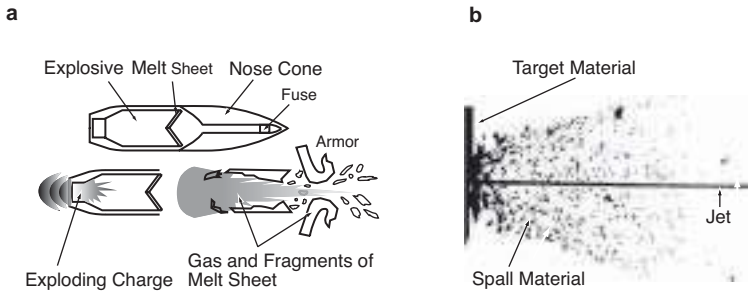 a
Explosive Melt Sheet
Nose Cone
Fuse
Armor
Exploding Charge
Gas and Fragments of
Melt Sheet
b
Target Material
Jet
Spall Material